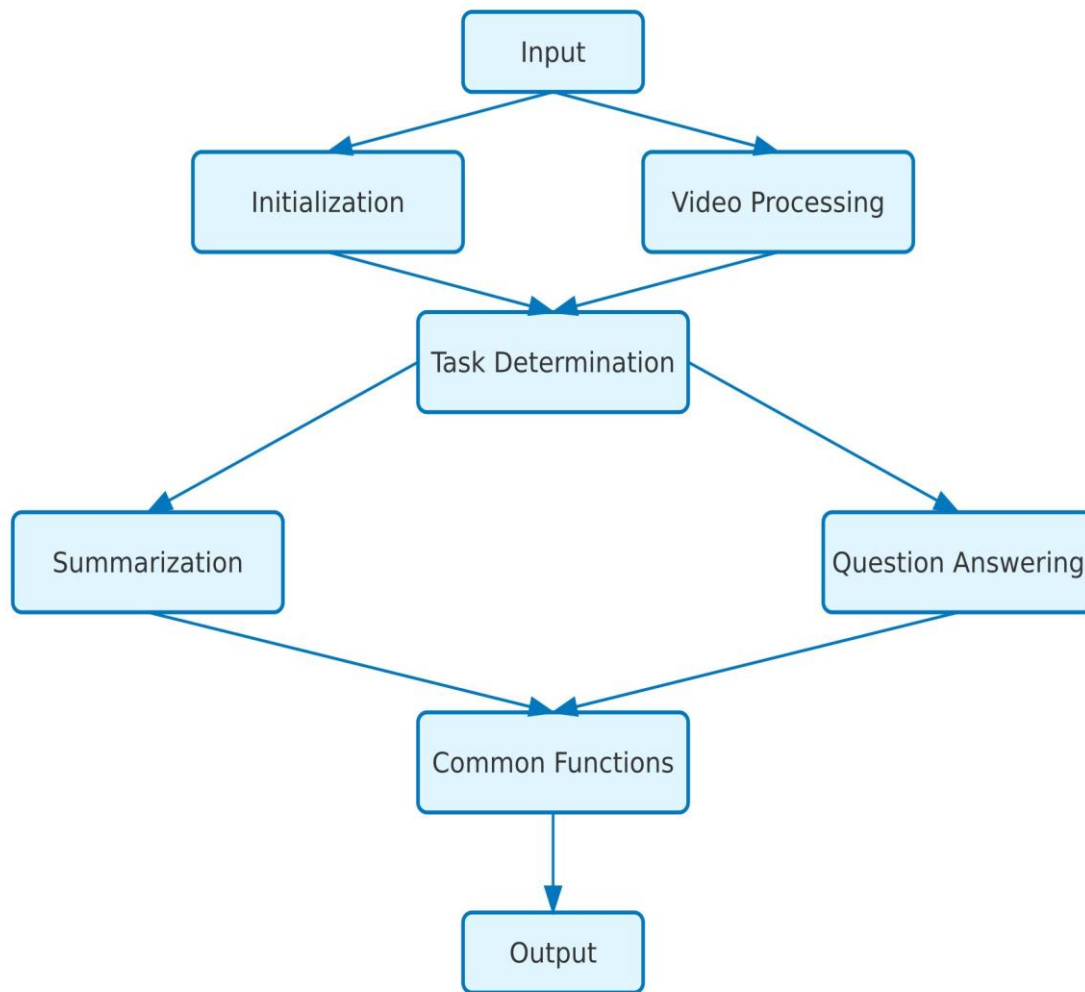 Input
Initialization
Video Processing
Task Determination
Summarization
Question Answering
Common Functions
Output